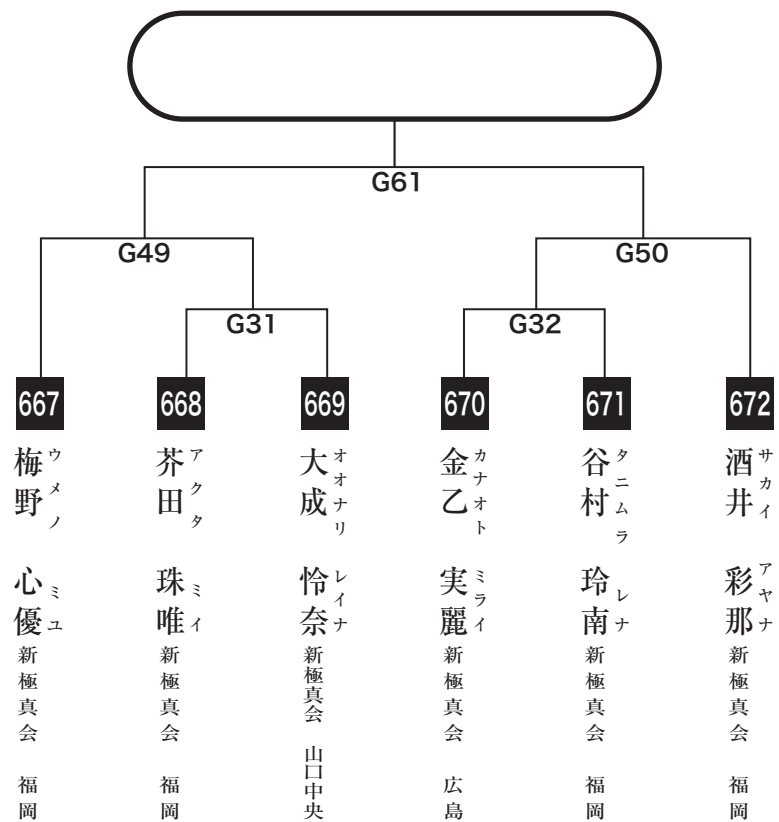 G61
G49
G50
G31
G32
667
668
669
670
671
672
梅野 心優
ウメノ ミユ
新極真会 福岡
芥田 珠唯
アクタ ミイ
新極真会 福岡
大成 怜奈
オオナリ レイナ
新極真会 山口中央
金乙 実麗
カナオト ミライ
新極真会 広島
谷村 玲南
タニムラ レナ
新極真会 福岡
酒井 彩那
サカイ アヤナ
新極真会 福岡